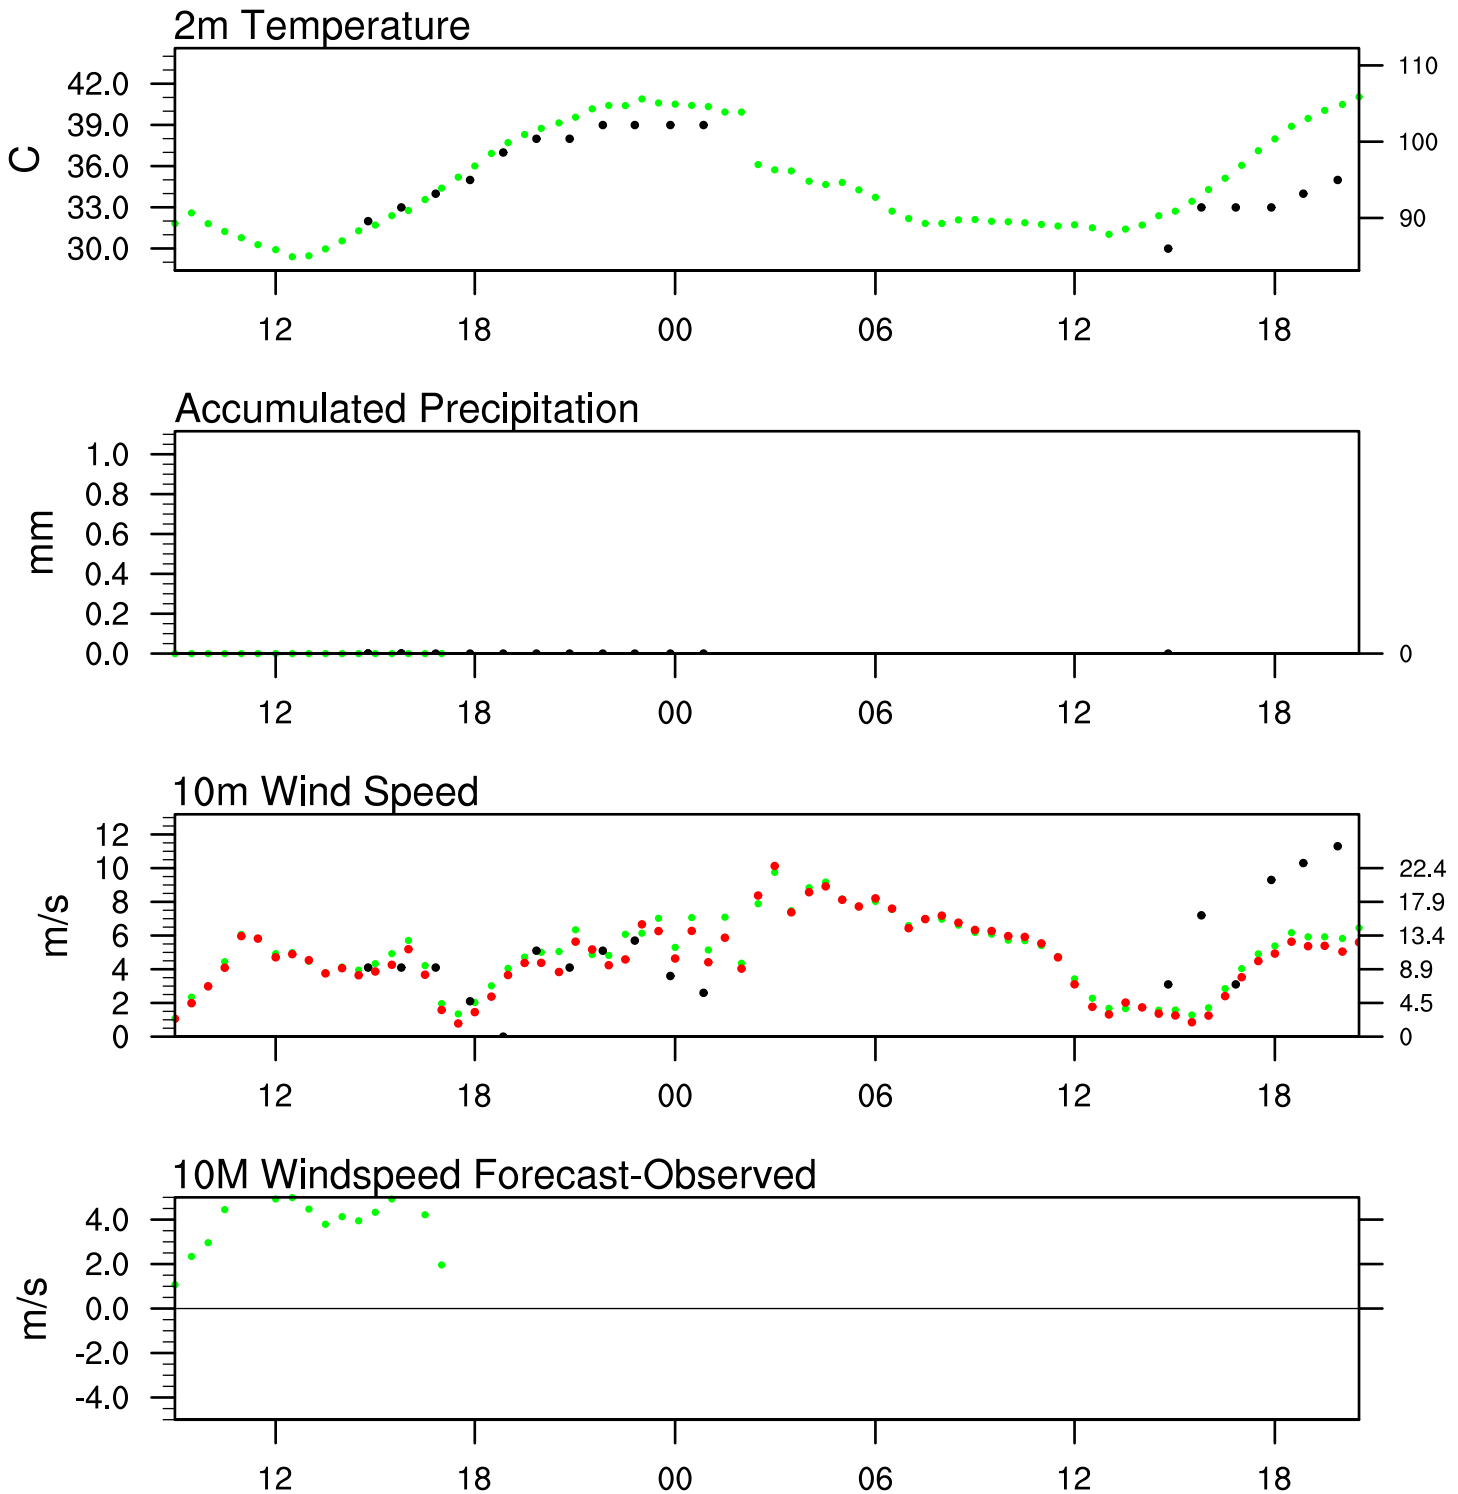 2m Temperature
42.0
39.0
36.0
33.0
30.0
C
110
100
90
12 18 00 06 12 18
Accumulated Precipitation
1.0
0.8
0.6
0.4
0.2
0.0
mm
0
12 18 00 06 12 18
10m Wind Speed
12
10
8
6
4
2
0
m/s
22.4
17.9
13.4
8.9
4.5
0
12 18 00 06 12 18
10M Windspeed Forecast-Observed
4.0
2.0
0.0
-2.0
-4.0
m/s
12 18 00 06 12 18